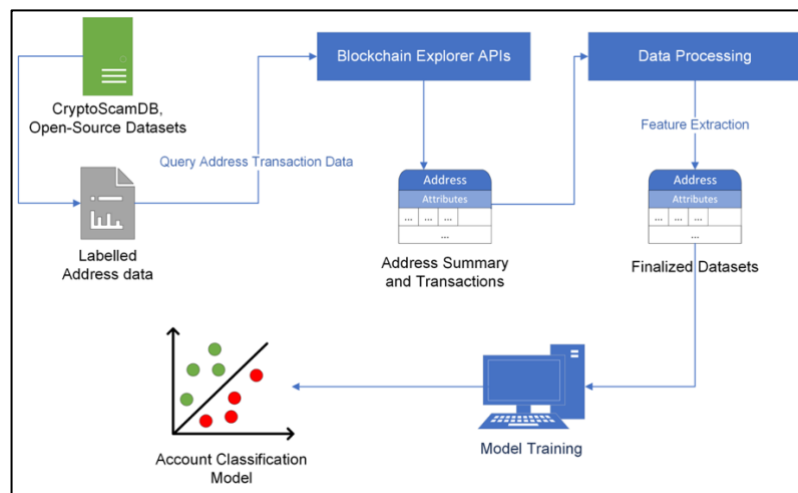 CryptoScamDB,
Open-Source Datasets
Blockchain Explorer APIs
Data Processing
Query Address Transaction Data
Feature Extraction
Labelled
Address data
Address
Attributes
... ... ...
...
Address Summary
and Transactions
Address
Attributes
... ... ...
...
Finalized Datasets
Model Training
Account Classification
Model